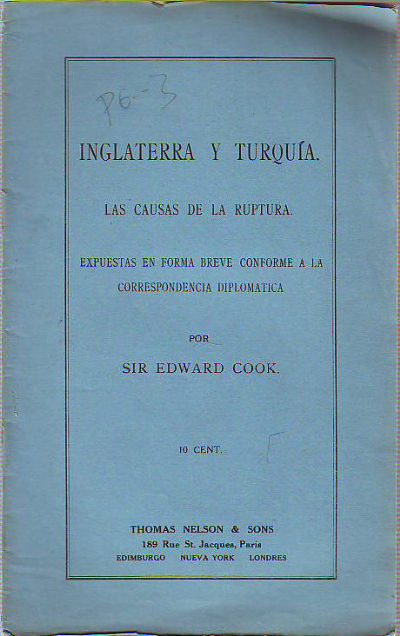 P6.-3
INGLATERRA Y TURQUÍA.
LAS CAUSAS DE LA RUPTURA.
EXPUESTAS EN FORMA BREVE CONFORME A LA
CORRESPONDENCIA DIPLOMATICA
POR
SIR EDWARD COOK.
10 CENT.
THOMAS NELSON & SONS
189 Rue St. Jacques, Paris
EDIMBURGO NUEVA YORK LONDRES